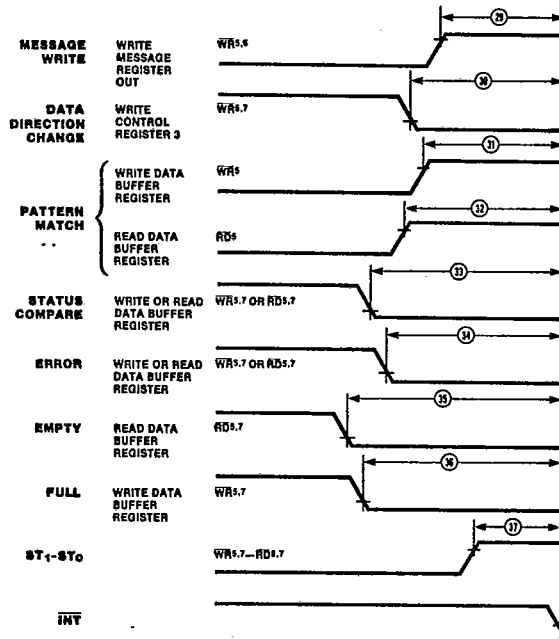 29
MESSAGE WRITE
WRITE MESSAGE REGISTER OUT
WR5,6
30
DATA DIRECTION CHANGE
WRITE CONTROL REGISTER 3
WR6,7
31
PATTERN MATCH
WRITE DATA BUFFER REGISTER
WR5
32
READ DATA BUFFER REGISTER
RD5
33
STATUS COMPARE
WRITE OR READ DATA BUFFER REGISTER
WR5,7 OR RD5,7
34
ERROR
WRITE OR READ DATA BUFFER REGISTER
WR5,7 OR RD5,7
35
EMPTY
READ DATA BUFFER REGISTER
RD5,7
36
FULL
WRITE DATA BUFFER REGISTER
WR5,7
37
ST1-ST0
WR5,7—RD5,7
INT